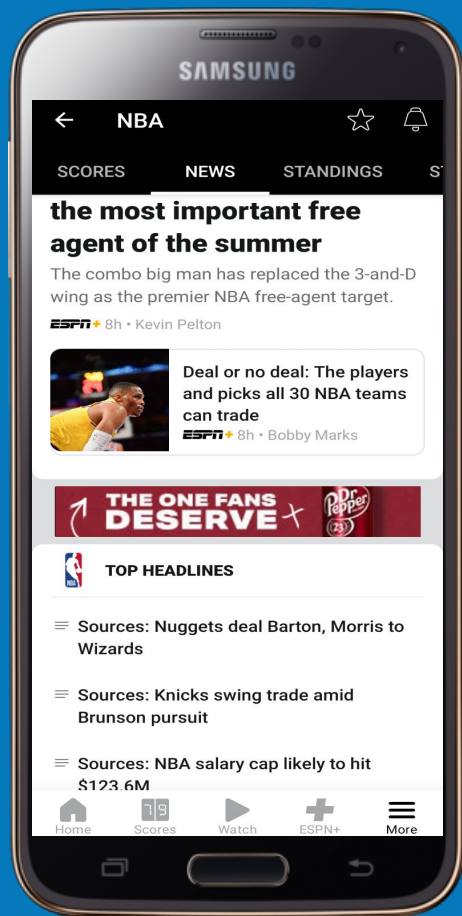 SAMSUNG
NBA
SCORES NEWS STANDINGS ST
the most important free
agent of the summer
The combo big man has replaced the 3-and-D
wing as the premier NBA free-agent target.
ESPN+ 8h • Kevin Pelton
Deal or no deal: The players
and picks all 30 NBA teams
can trade
ESPN+ 8h • Bobby Marks
THE ONE FANS
DESERVE
Dr Pepper
23
NBA
TOP HEADLINES
Sources: Nuggets deal Barton, Morris to
Wizards
Sources: Knicks swing trade amid
Brunson pursuit
Sources: NBA salary cap likely to hit
$123.6M
79
Home Scores Watch ESPN+ More